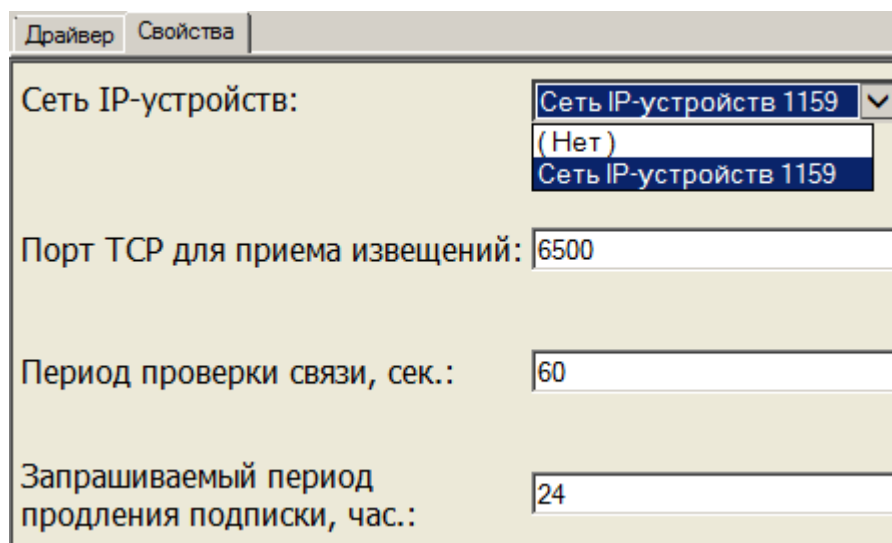 Драйвер Свойства
Сеть IP-устройств: Сеть IP-устройств 1159
( Нет )
Сеть IP-устройств 1159
Порт TCP для приема извещений: 6500
Период проверки связи, сек.: 60
Запрашиваемый период
продления подписки, час.: 24